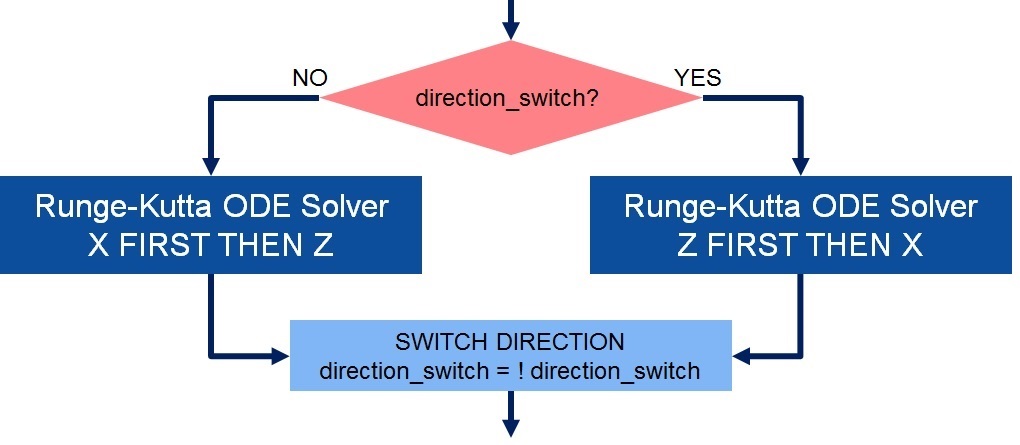 NO
YES
direction_switch?
Runge-Kutta ODE Solver
X FIRST THEN Z
Runge-Kutta ODE Solver
Z FIRST THEN X
SWITCH DIRECTION
direction_switch = ! direction_switch